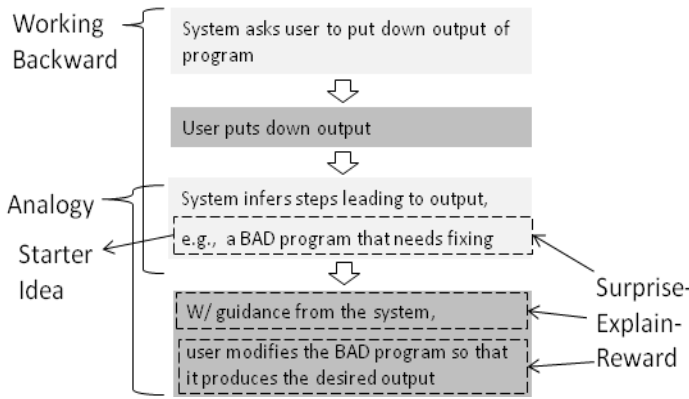 Working
Backward
System asks user to put down output of
program
User puts down output
Analogy
System infers steps leading to output,
e.g., a BAD program that needs fixing
Starter
Idea
W/ guidance from the system,
user modifies the BAD program so that
it produces the desired output
Surprise-
Explain-
Reward